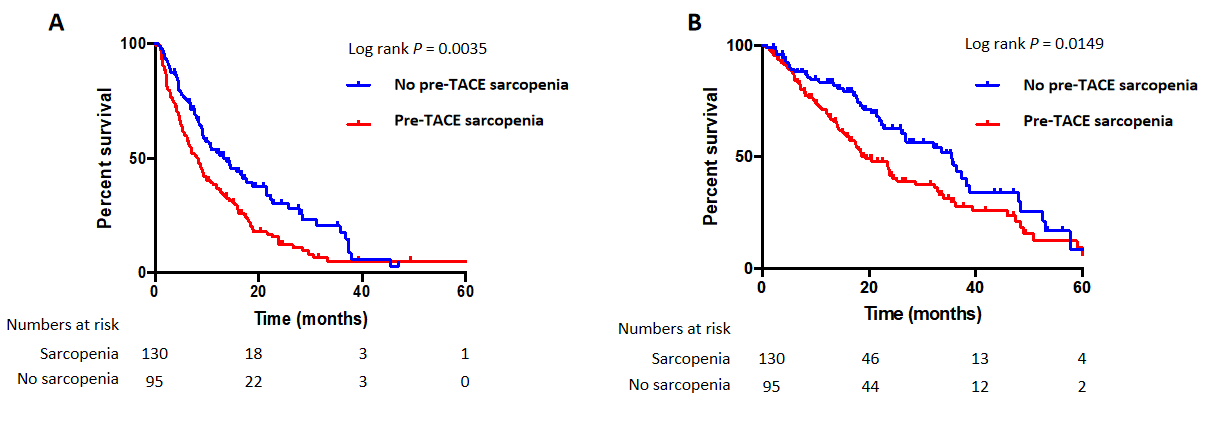 A
Log rank P = 0.0035
No pre-TACE sarcopenia
Pre-TACE sarcopenia
Percent survival
100
50
0
0 20 40 60
Time (months)
Numbers at risk
Sarcopenia 130 18 3 1
No sarcopenia 95 22 3 0
B
Log rank P = 0.0149
No pre-TACE sarcopenia
Pre-TACE sarcopenia
Percent survival
100
50
0
0 20 40 60
Time (months)
Numbers at risk
Sarcopenia 130 46 13 4
No sarcopenia 95 44 12 2